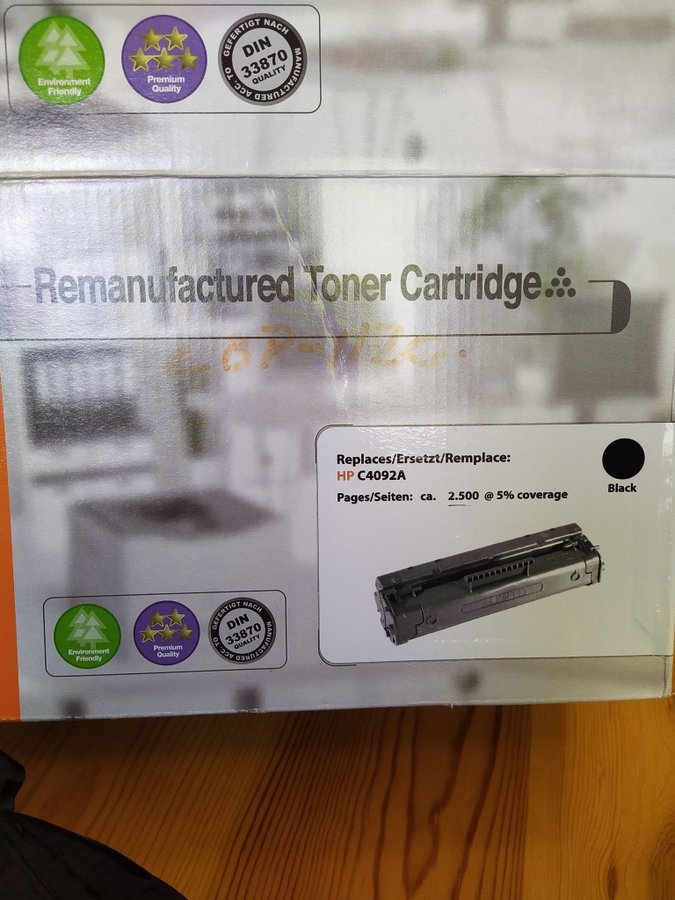 Environment
Friendly
Premium
Quality
GEFERTIGT NACH
DIN
33870
QUALITY
MANUFACTURED ACC. TO
Remanufactured Toner Cartridge
LBP-1120.
Replaces/Ersetzt/Remplace:
HP C4092A
Pages/Seiten: ca. 2.500 @ 5% coverage
Black
Environment
Friendly
Premium
Quality
GEFERTIGT NACH
DIN
33870
QUALITY
MANUFACTURED ACC. TO